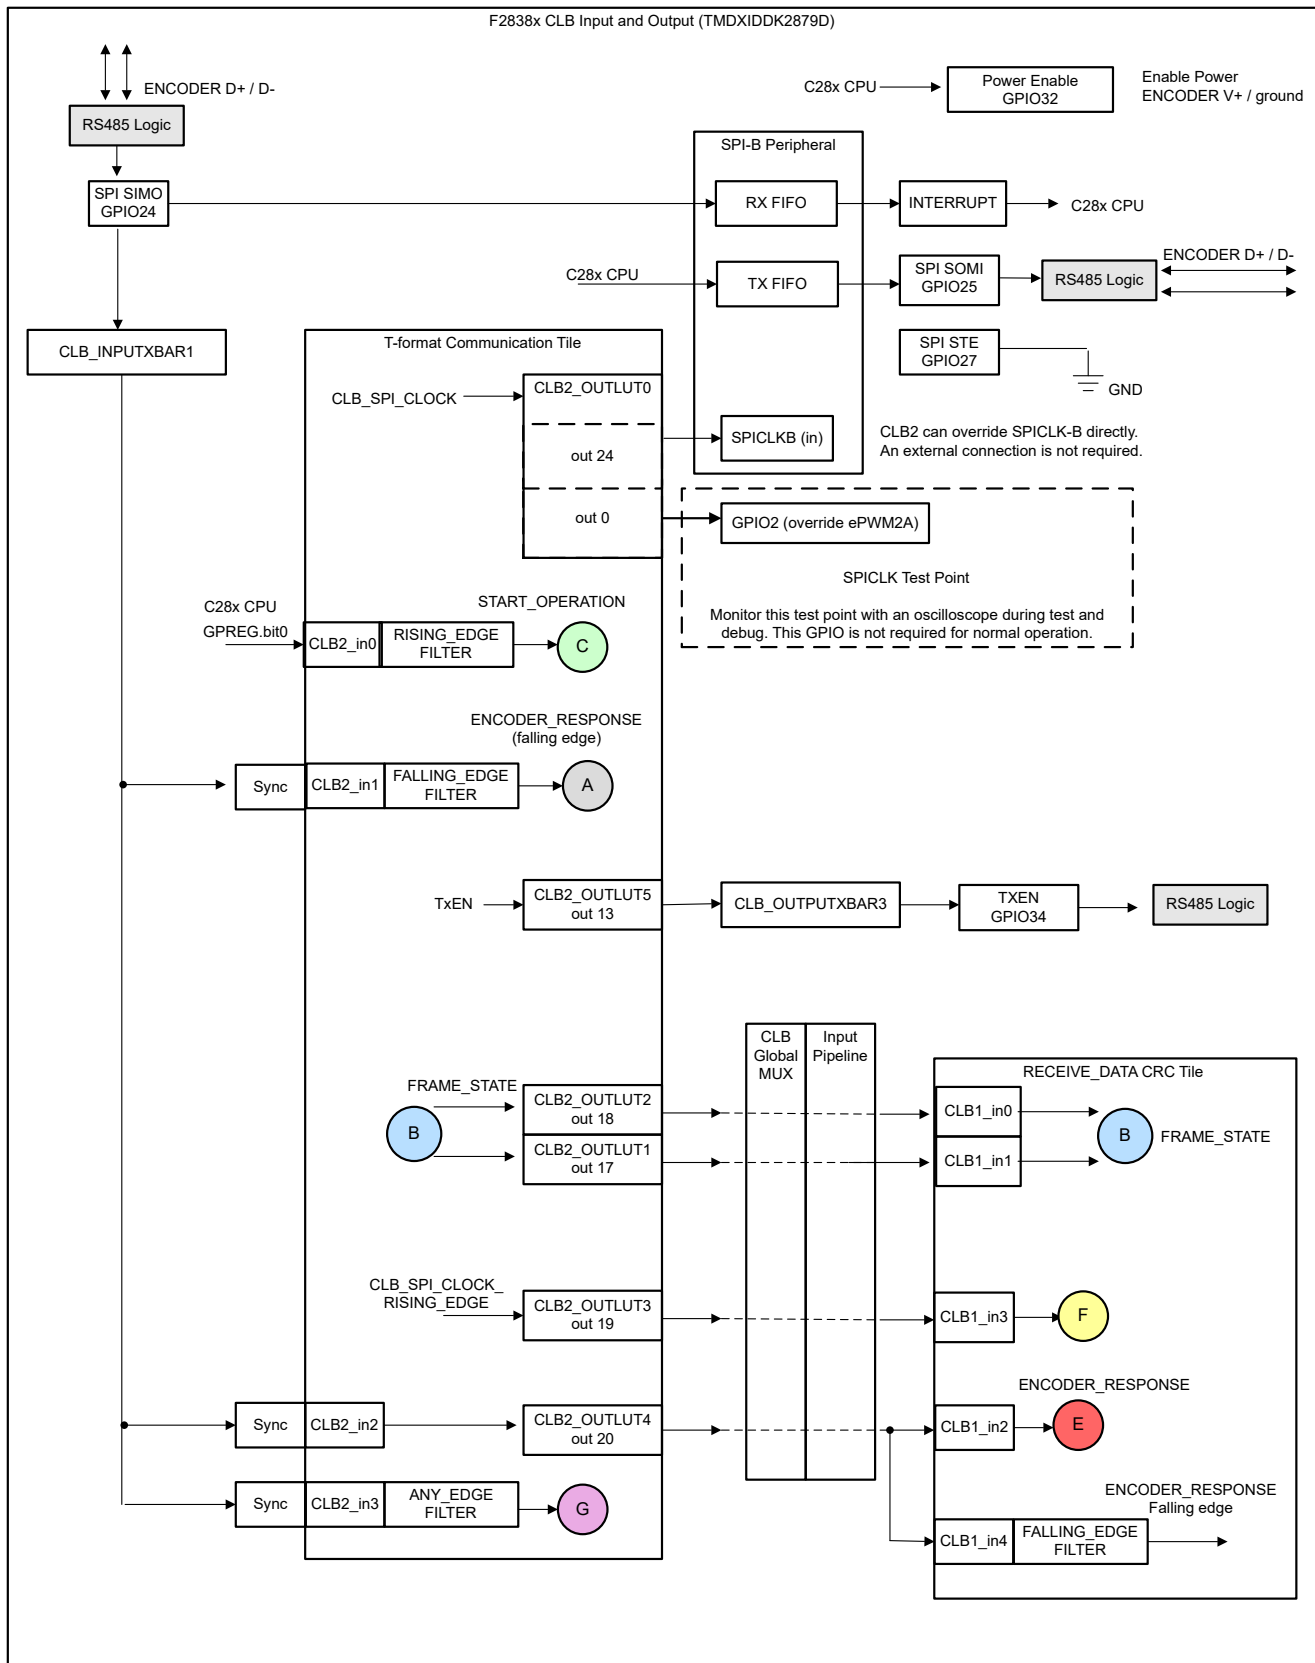 F2838x CLB Input and Output (TMDXIDDK2879D)
ENCODER D+ / D-
RS485 Logic
C28x CPU
Power Enable
GPIO32
Enable Power
ENCODER V+ / ground
SPI-B Peripheral
SPI SIMO
GPIO24
RX FIFO
INTERRUPT
C28x CPU
C28x CPU
TX FIFO
SPI SOMI
GPIO25
RS485 Logic
ENCODER D+ / D-
CLB_INPUTXBAR1
T-format Communication Tile
SPI STE
GPIO27
GND
CLB_SPI_CLOCK
CLB2_OUTLUT0
out 24
out 0
SPICLKB (in)
CLB2 can override SPICLK-B directly.
An external connection is not required.
GPIO2 (override ePWM2A)
SPICLK Test Point
Monitor this test point with an oscilloscope during test and
debug. This GPIO is not required for normal operation.
C28x CPU
GPREG.bit0
CLB2_in0
RISING_EDGE
FILTER
START_OPERATION
C
ENCODER_RESPONSE
(falling edge)
Sync
CLB2_in1
FALLING_EDGE
FILTER
A
TxEN
CLB2_OUTLUT5
out 13
CLB_OUTPUTXBAR3
TXEN
GPIO34
RS485 Logic
CLB
Global
MUX
Input
Pipeline
RECEIVE_DATA CRC Tile
FRAME_STATE
B
CLB2_OUTLUT2
out 18
CLB2_OUTLUT1
out 17
CLB1_in0
CLB1_in1
B
FRAME_STATE
CLB_SPI_CLOCK_
RISING_EDGE
CLB2_OUTLUT3
out 19
CLB1_in3
F
Sync
CLB2_in2
CLB2_OUTLUT4
out 20
ENCODER_RESPONSE
CLB1_in2
E
Sync
CLB2_in3
ANY_EDGE
FILTER
G
ENCODER_RESPONSE
Falling edge
CLB1_in4
FALLING_EDGE
FILTER